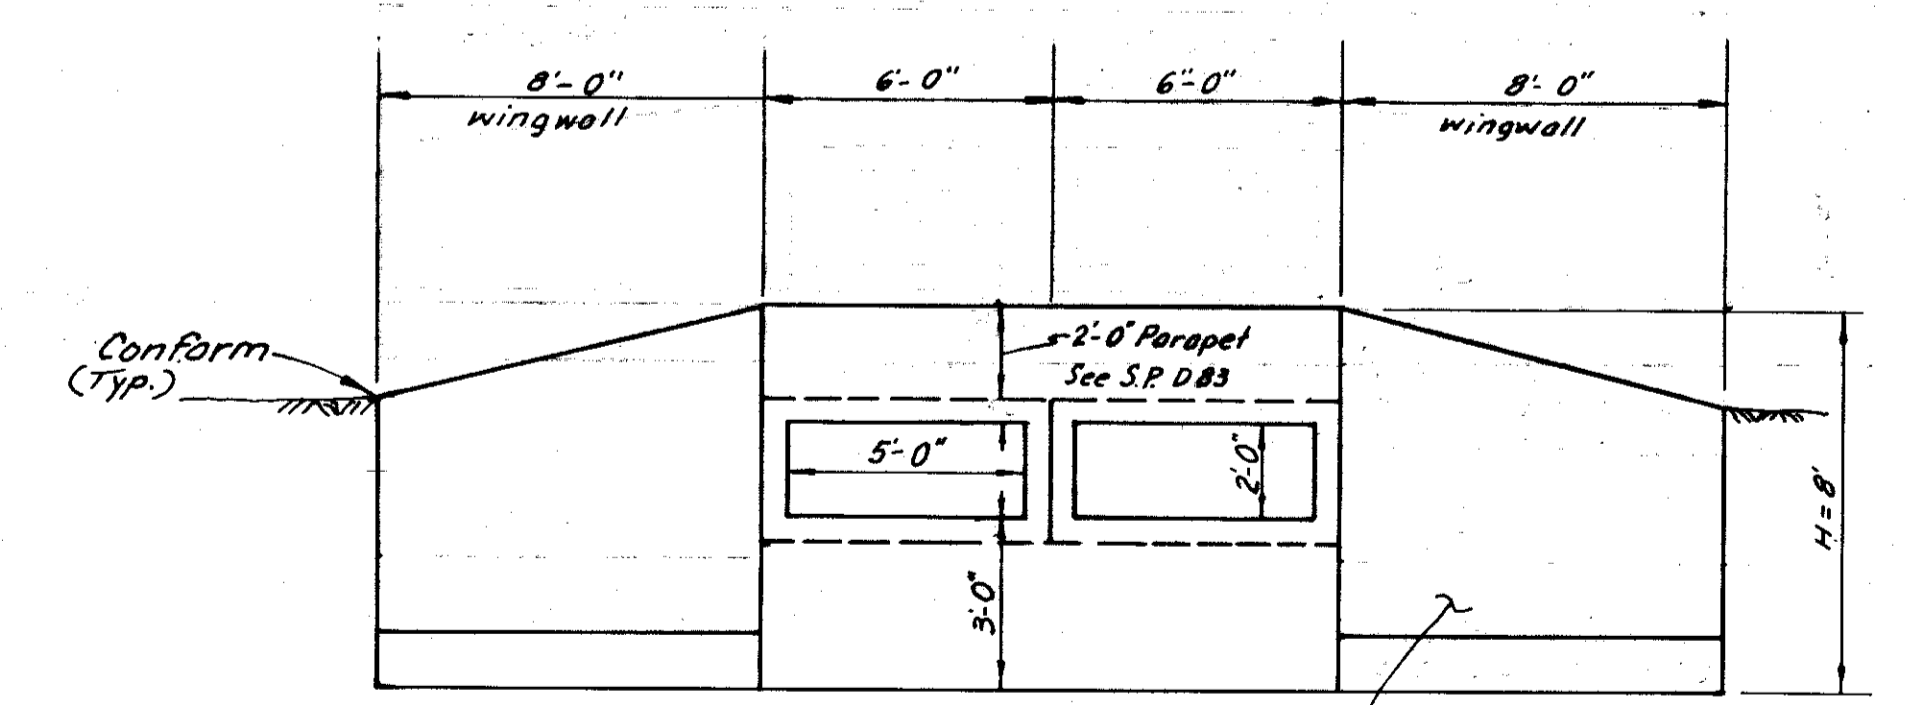 8'-0"
wingwall
6'-0"
6"-0"
8'-0"
wingwall
Conform
(Typ.)
2'-0" Parapet
See S.P. D83
5'-0"
2'-0"
3'-0"
H = 8'